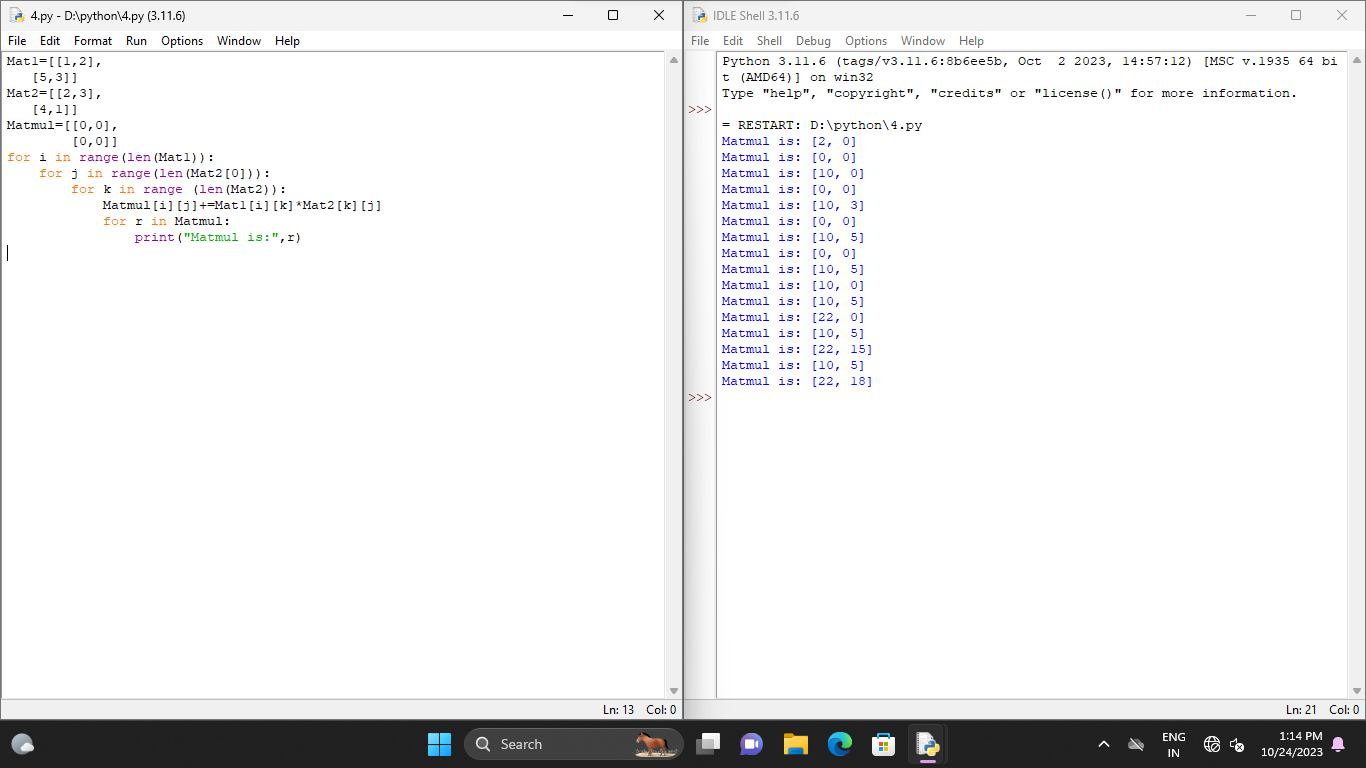 4.py - D:\python\4.py (3.11.6)
File Edit Format Run Options Window Help
Mat1=[[1,2],
[5,3]]
Mat2=[[2,3],
[4,1]]
Matmul=[[0,0],
[0,0]]
for i in range(len(Mat1)):
for j in range(len(Mat2[0])):
for k in range (len(Mat2)):
Matmul[i][j]+=Mat1[i][k]*Mat2[k][j]
for r in Matmul:
print("Matmul is:",r)
Ln: 13 Col: 0
IDLE Shell 3.11.6
File Edit Shell Debug Options Window Help
Python 3.11.6 (tags/v3.11.6:8b6ee5b, Oct  2 2023, 14:57:12) [MSC v.1935 64 bi
t (AMD64)] on win32
Type "help", "copyright", "credits" or "license()" for more information.
>>>
= RESTART: D:\python\4.py
Matmul is: [2, 0]
Matmul is: [0, 0]
Matmul is: [10, 0]
Matmul is: [0, 0]
Matmul is: [10, 3]
Matmul is: [0, 0]
Matmul is: [10, 5]
Matmul is: [0, 0]
Matmul is: [10, 5]
Matmul is: [10, 0]
Matmul is: [10, 5]
Matmul is: [22, 0]
Matmul is: [10, 5]
Matmul is: [22, 15]
Matmul is: [10, 5]
Matmul is: [22, 18]
>>>
Ln: 21 Col: 0
Search
ENG
IN
1:14 PM
10/24/2023